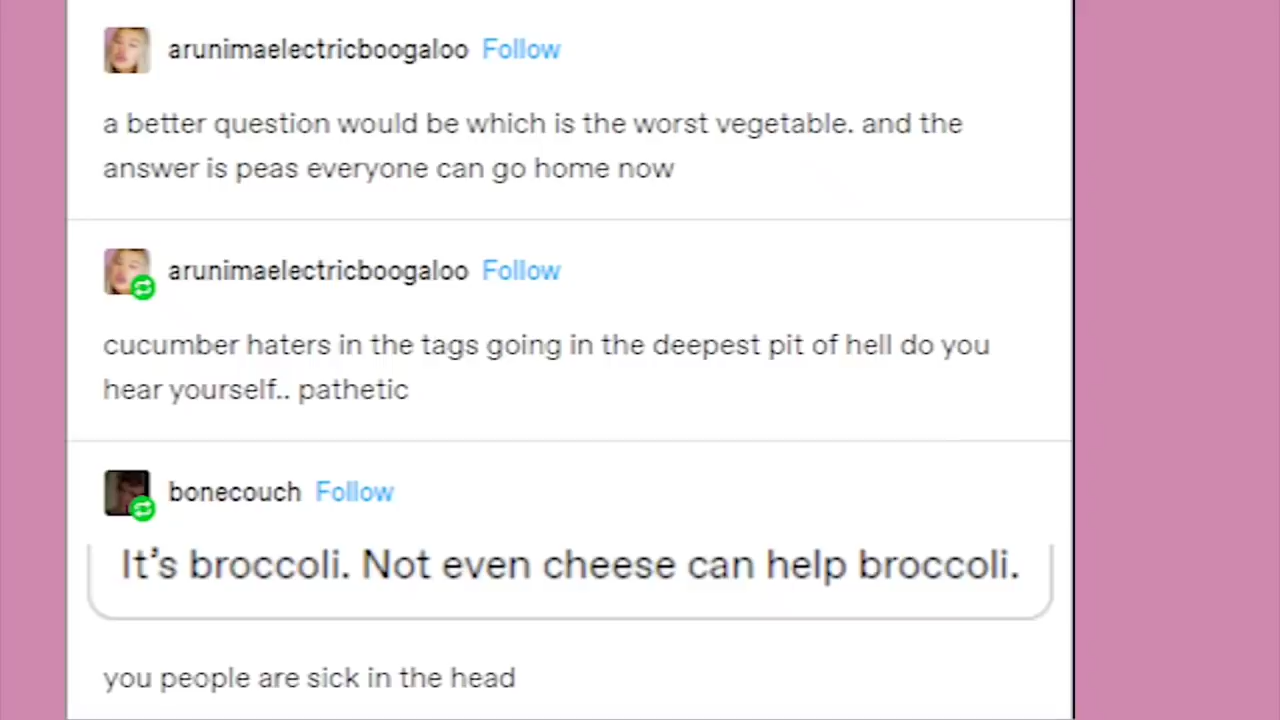 arunimaelectricboogaloo Follow
a better question would be which is the worst vegetable. and the
answer is peas everyone can go home now
arunimaelectricboogaloo Follow
cucumber haters in the tags going in the deepest pit of hell do you
hear yourself.. pathetic
bonecouch Follow
It's broccoli. Not even cheese can help broccoli.
you people are sick in the head